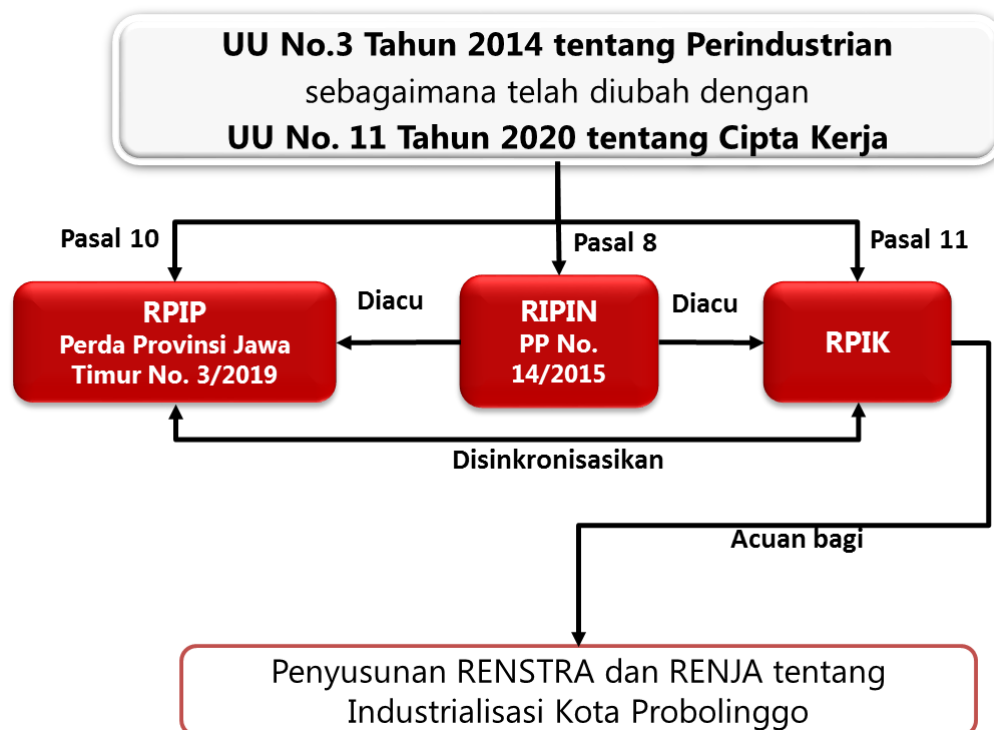 UU No.3 Tahun 2014 tentang Perindustrian
sebagaimana telah diubah dengan
UU No. 11 Tahun 2020 tentang Cipta Kerja
Pasal 10
Pasal 8
Pasal 11
RPIP
Perda Provinsi Jawa
Timur No. 3/2019
Diacu
RIPIN
PP No.
14/2015
Diacu
RPIK
Disinkronisasikan
Acuan bagi
Penyusunan RENSTRA dan RENJA tentang
Industrialisasi Kota Probolinggo